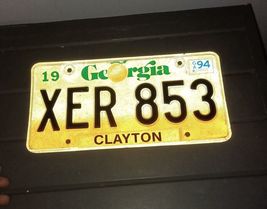 19 Georgia 94
XER 853
CLAYTON